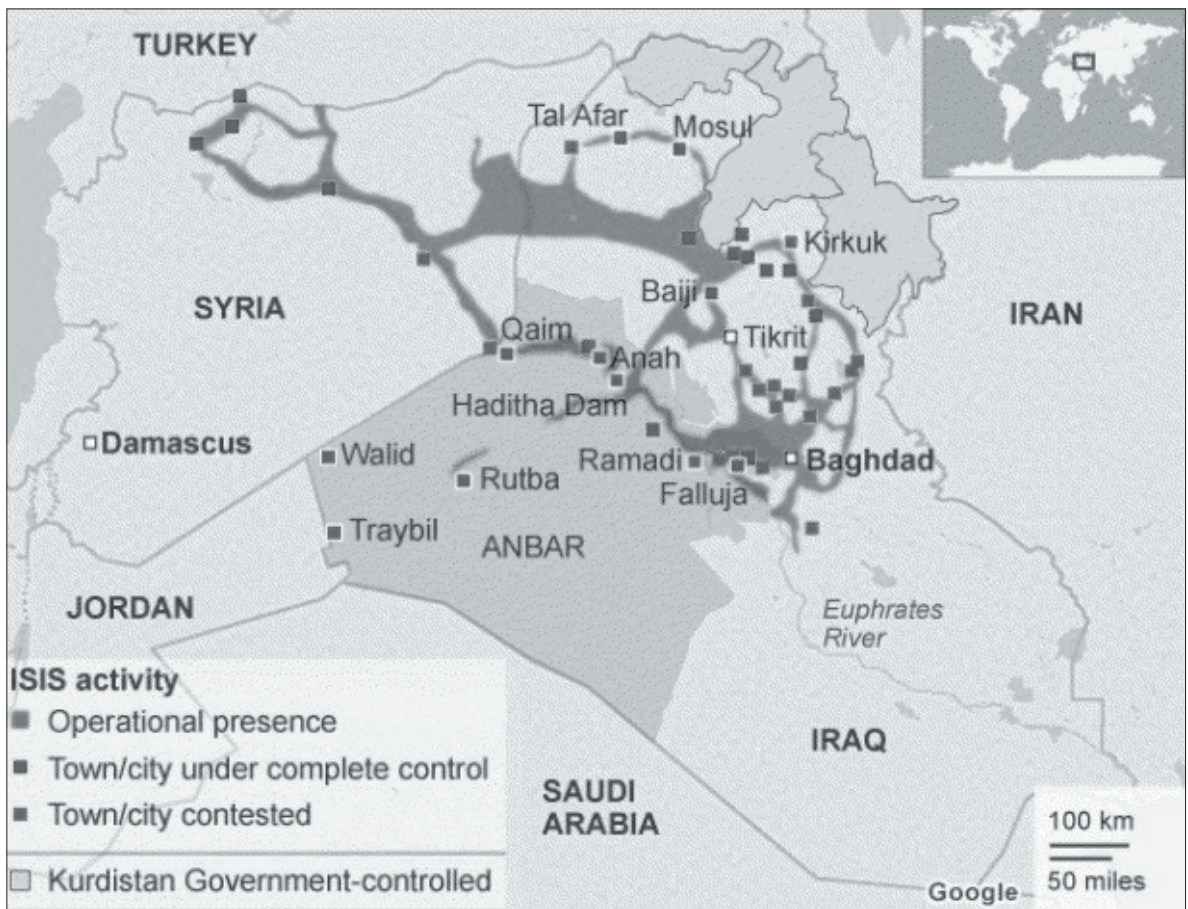 TURKEY
Tal Afar
Mosul
Kirkuk
SYRIA
Baiji
IRAN
Qaim
Tikrit
Anah
Haditha Dam
Damascus
Walid
Ramadi
Baghdad
Rutba
Falluja
Traybil
ANBAR
JORDAN
Euphrates
River
ISIS activity
Operational presence
Town/city under complete control
Town/city contested
Kurdistan Government-controlled
IRAQ
SAUDI
ARABIA
100 km
50 miles
Google